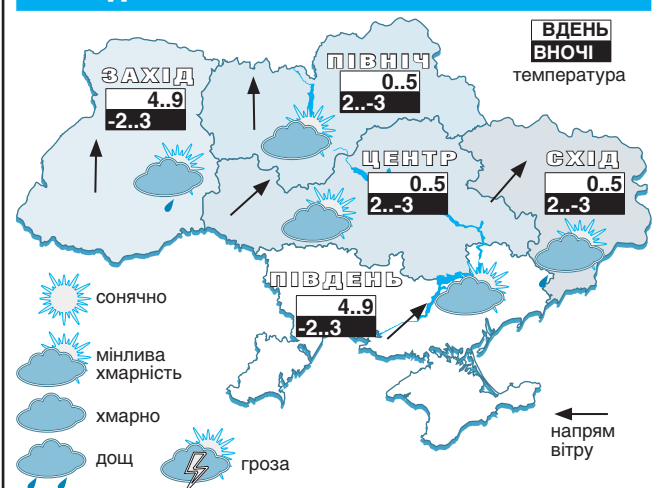 ВДЕНЬ
ВНОЧІ
температура
ЗАХІД
4..9
-2..3
ПІВНІЧ
0..5
2..-3
ЦЕНТР
0..5
2..-3
СХІД
0..5
2..-3
ПІВДЕНЬ
4..9
-2..3
сонячно
мінлива
хмарність
хмарно
дощ
гроза
напрям
вітру